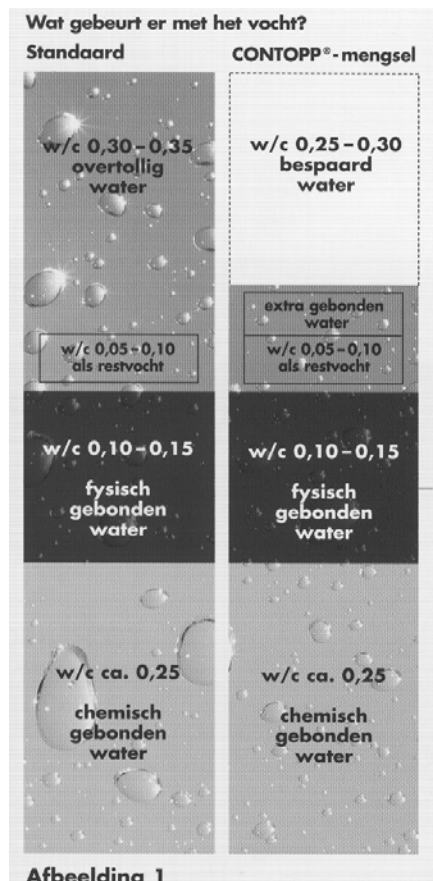 Wat gebeurt er met het vocht?
Standaard
w/c 0,30–0,35
overtollig
water
w/c 0,05–0,10
als restvocht
w/c 0,10–0,15
fysisch
gebonden
water
w/c ca. 0,25
chemisch
gebonden
water
CONTOPP®-mengsel
w/c 0,25–0,30
bespaard
water
extra gebonden
water
w/c 0,05–0,10
als restvocht
w/c 0,10–0,15
fysisch
gebonden
water
w/c ca. 0,25
chemisch
gebonden
water
Afbeelding 1